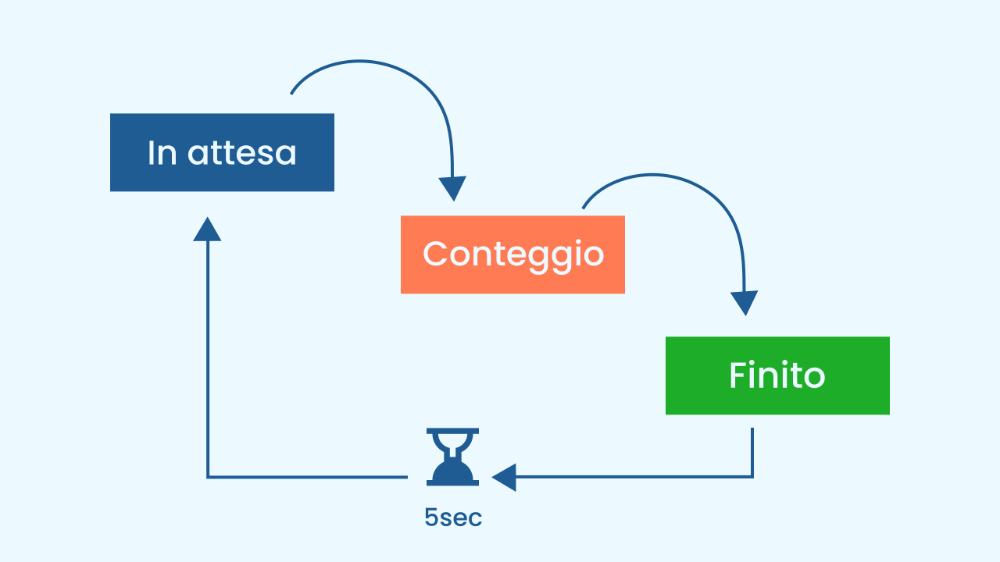 In attesa
Conteggio
Finito
5sec